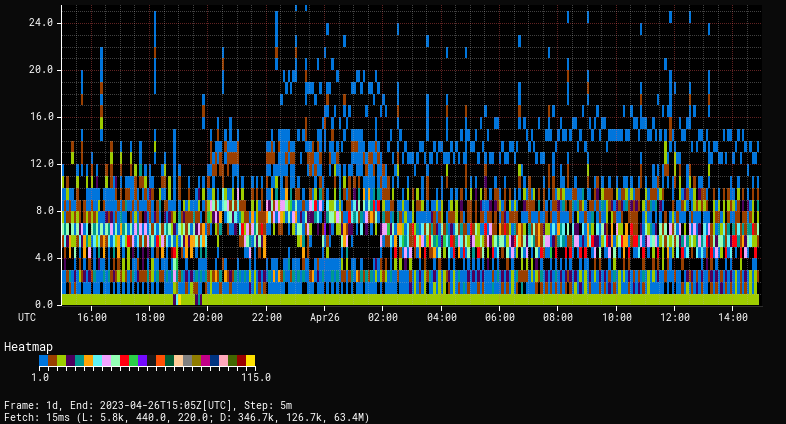 24.0
20.0
16.0
12.0
8.0
4.0
0.0
UTC 16:00 18:00 20:00 22:00 Apr26 02:00 04:00 06:00 08:00 10:00 12:00 14:00
Heatmap
1.0 115.0
Frame: 1d, End: 2023-04-26T15:05Z[UTC], Step: 5m
Fetch: 15ms (L: 5.8k, 440.0, 220.0; D: 346.7k, 126.7k, 63.4M)